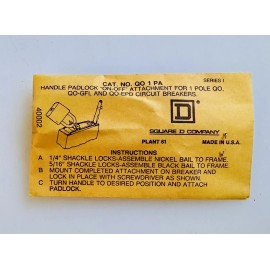 CAT. NO. QO 1 PA
SERIES 1
HANDLE PADLOCK "ON-OFF" ATTACHMENT FOR 1 POLE QO,
QO-GFI, AND QO-EPD CIRCUIT BREAKERS.
40002
D
SQUARE D COMPANY
PLANT 61
MADE IN U.S.A.
INSTRUCTIONS
A 1/4" SHACKLE LOCKS-ASSEMBLE NICKEL BAIL TO FRAME.
5/16" SHACKLE LOCKS-ASSEMBLE BLACK BAIL TO FRAME.
B MOUNT COMPLETED ATTACHMENT ON BREAKER AND
LOCK IN PLACE WITH SCREWDRIVER AS SHOWN.
C TURN HANDLE TO DESIRED POSITION AND ATTACH
PADLOCK.